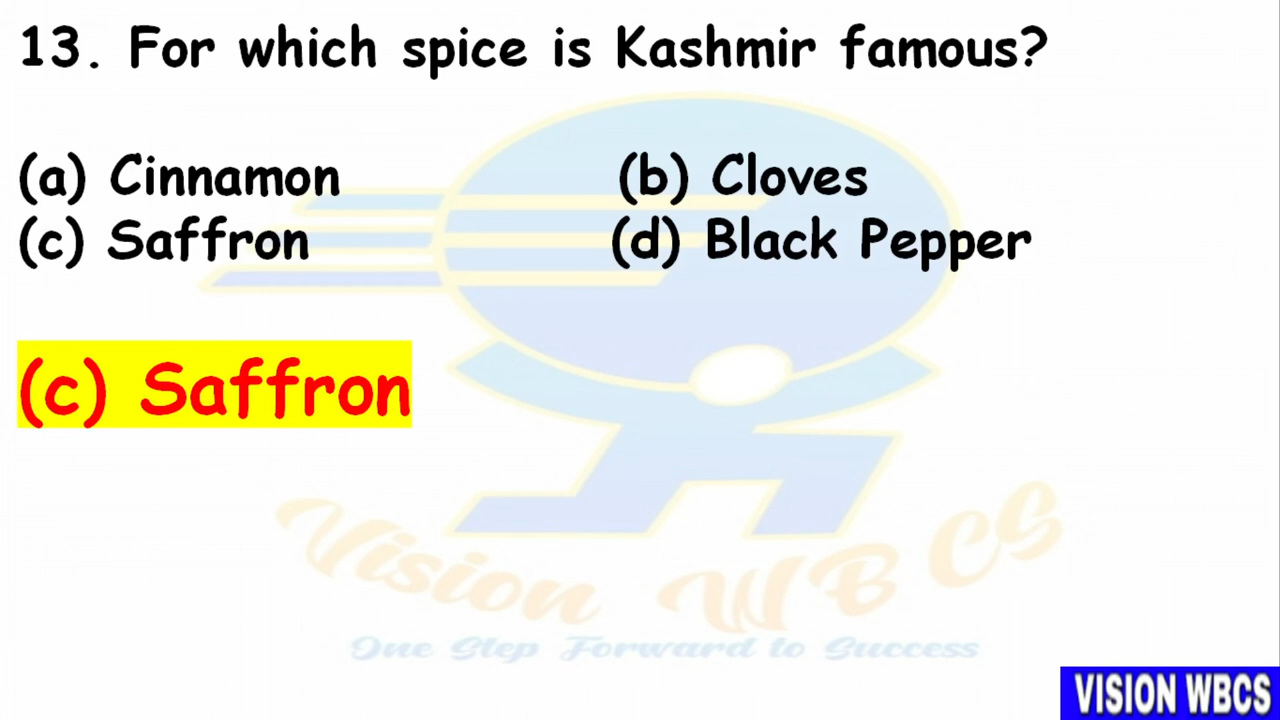 13. For which spice is Kashmir famous?
(a) Cinnamon (b) Cloves
(c) Saffron (d) Black Pepper
(c) Saffron
Vision WBCS
One Step Forward to Success
VISION WBCS